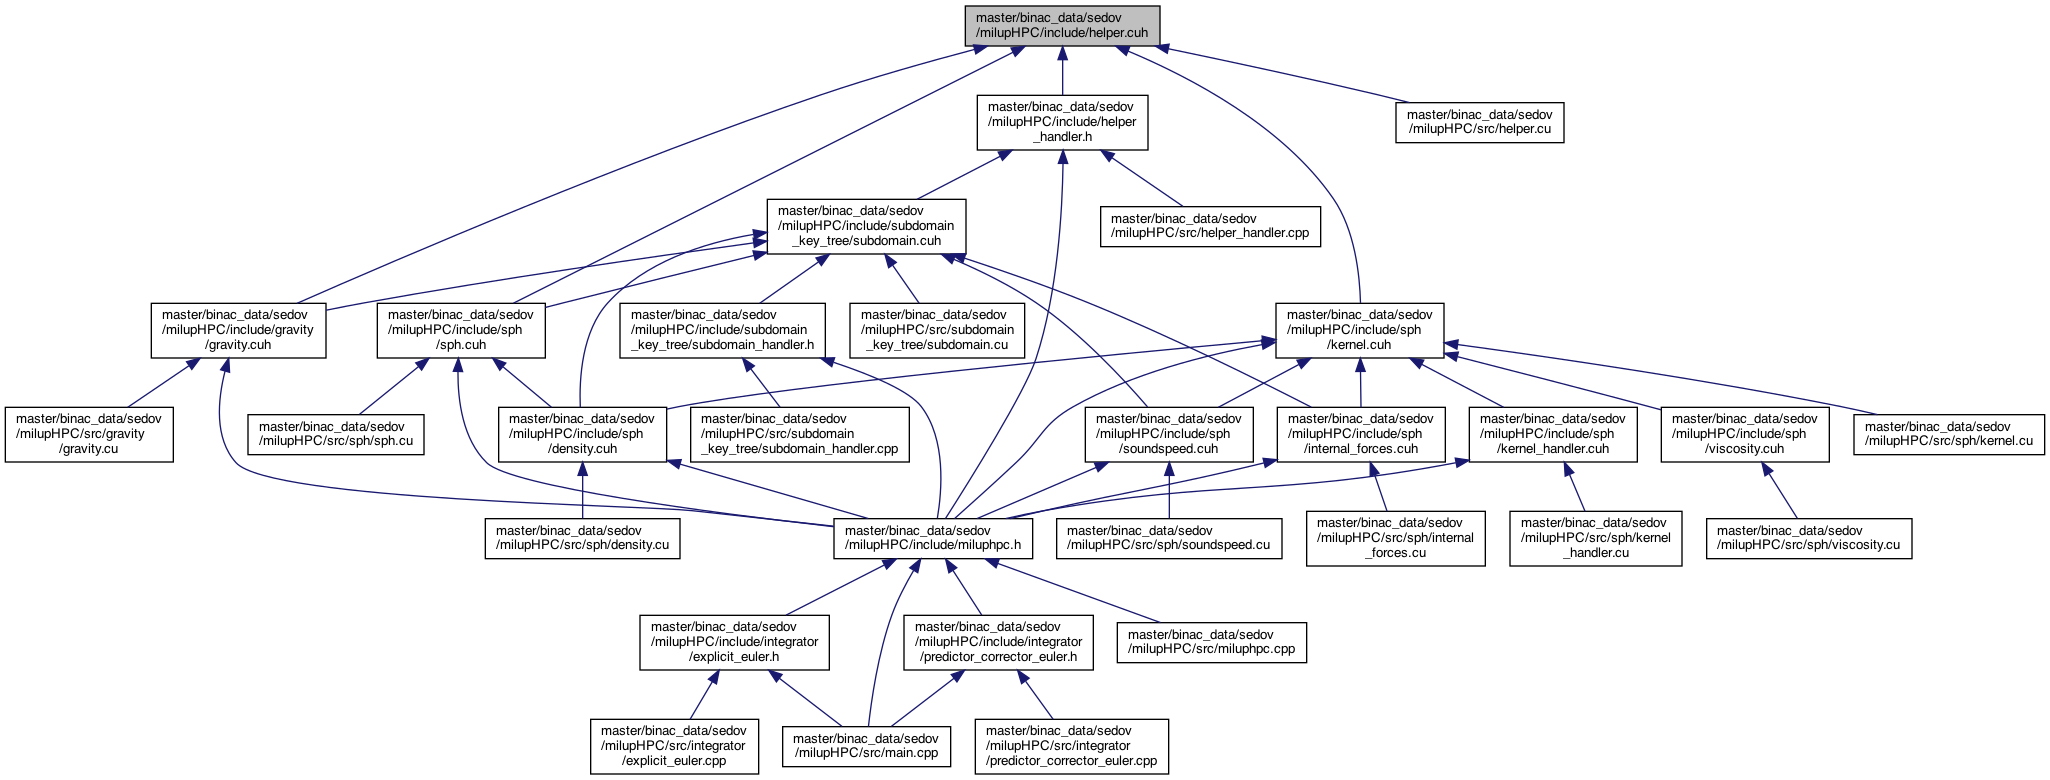 master/binac_data/sedov
/milupHPC/include/helper.cuh
master/binac_data/sedov
/milupHPC/include/helper
_handler.h
master/binac_data/sedov
/milupHPC/src/helper.cu
master/binac_data/sedov
/milupHPC/include/subdomain
_key_tree/subdomain.cuh
master/binac_data/sedov
/milupHPC/src/helper_handler.cpp
master/binac_data/sedov
/milupHPC/include/gravity
/gravity.cuh
master/binac_data/sedov
/milupHPC/include/sph
/sph.cuh
master/binac_data/sedov
/milupHPC/include/subdomain
_key_tree/subdomain_handler.h
master/binac_data/sedov
/milupHPC/src/subdomain
_key_tree/subdomain.cu
master/binac_data/sedov
/milupHPC/include/sph
/kernel.cuh
master/binac_data/sedov
/milupHPC/src/gravity
/gravity.cu
master/binac_data/sedov
/milupHPC/src/sph/sph.cu
master/binac_data/sedov
/milupHPC/include/sph
/density.cuh
master/binac_data/sedov
/milupHPC/src/subdomain
_key_tree/subdomain_handler.cpp
master/binac_data/sedov
/milupHPC/include/sph
/soundspeed.cuh
master/binac_data/sedov
/milupHPC/include/sph
/internal_forces.cuh
master/binac_data/sedov
/milupHPC/include/sph
/kernel_handler.cuh
master/binac_data/sedov
/milupHPC/include/sph
/viscosity.cuh
master/binac_data/sedov
/milupHPC/src/sph/kernel.cu
master/binac_data/sedov
/milupHPC/src/sph/density.cu
master/binac_data/sedov
/milupHPC/include/miluphpc.h
master/binac_data/sedov
/milupHPC/src/sph/soundspeed.cu
master/binac_data/sedov
/milupHPC/src/sph/internal
_forces.cu
master/binac_data/sedov
/milupHPC/src/sph/kernel
_handler.cu
master/binac_data/sedov
/milupHPC/src/sph/viscosity.cu
master/binac_data/sedov
/milupHPC/include/integrator
/explicit_euler.h
master/binac_data/sedov
/milupHPC/include/integrator
/predictor_corrector_euler.h
master/binac_data/sedov
/milupHPC/src/miluphpc.cpp
master/binac_data/sedov
/milupHPC/src/integrator
/explicit_euler.cpp
master/binac_data/sedov
/milupHPC/src/main.cpp
master/binac_data/sedov
/milupHPC/src/integrator
/predictor_corrector_euler.cpp